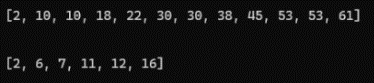 [2, 10, 10, 18, 22, 30, 30, 38, 45, 53, 53, 61]
[2, 6, 7, 11, 12, 16]